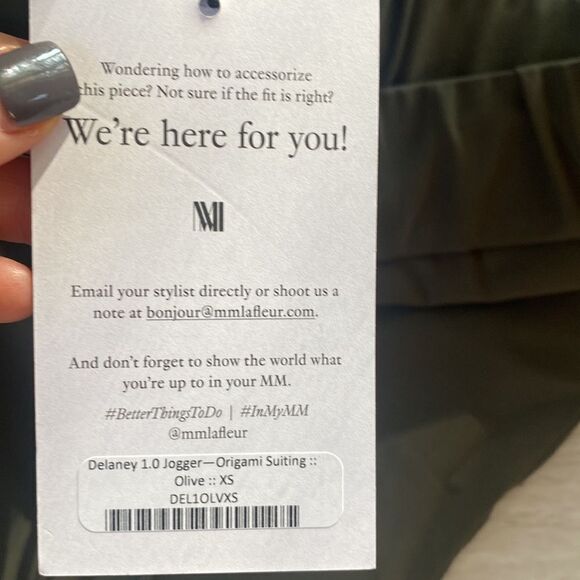 Wondering how to accessorize
this piece? Not sure if the fit is right?
We're here for you!
MM
Email your stylist directly or shoot us a
note at bonjour@mmlafleur.com.
And don't forget to show the world what
you're up to in your MM.
#BetterThingsToDo | #InMyMM
@mmlafleur
Delaney 1.0 Jogger—Origami Suiting ::
Olive :: XS
DEL1OLVXS